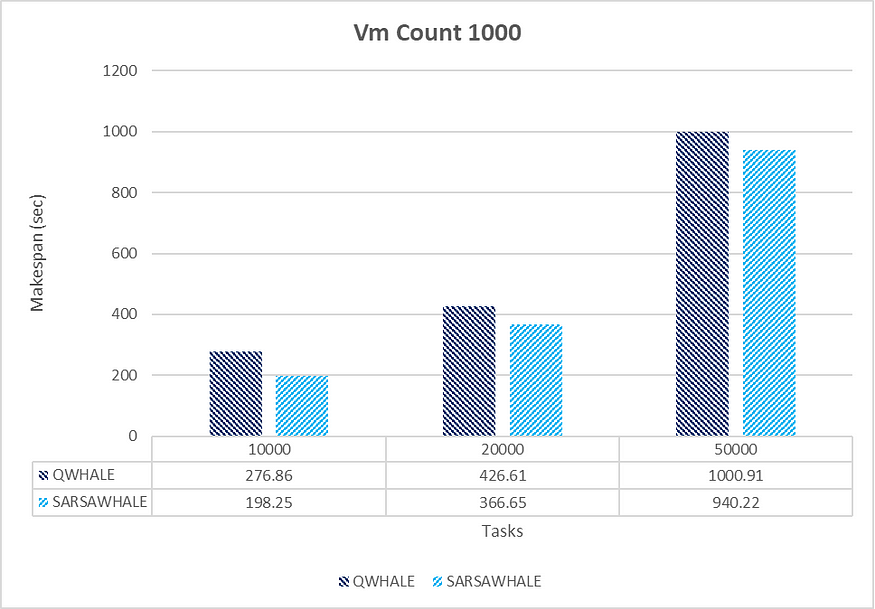 Vm Count 1000
1200
1000
800
600
400
200
0
Makespan (sec)
10000 20000 50000
QWHALE 276.86 426.61 1000.91
SARSAWHALE 198.25 366.65 940.22
Tasks
QWHALE SARSAWHALE